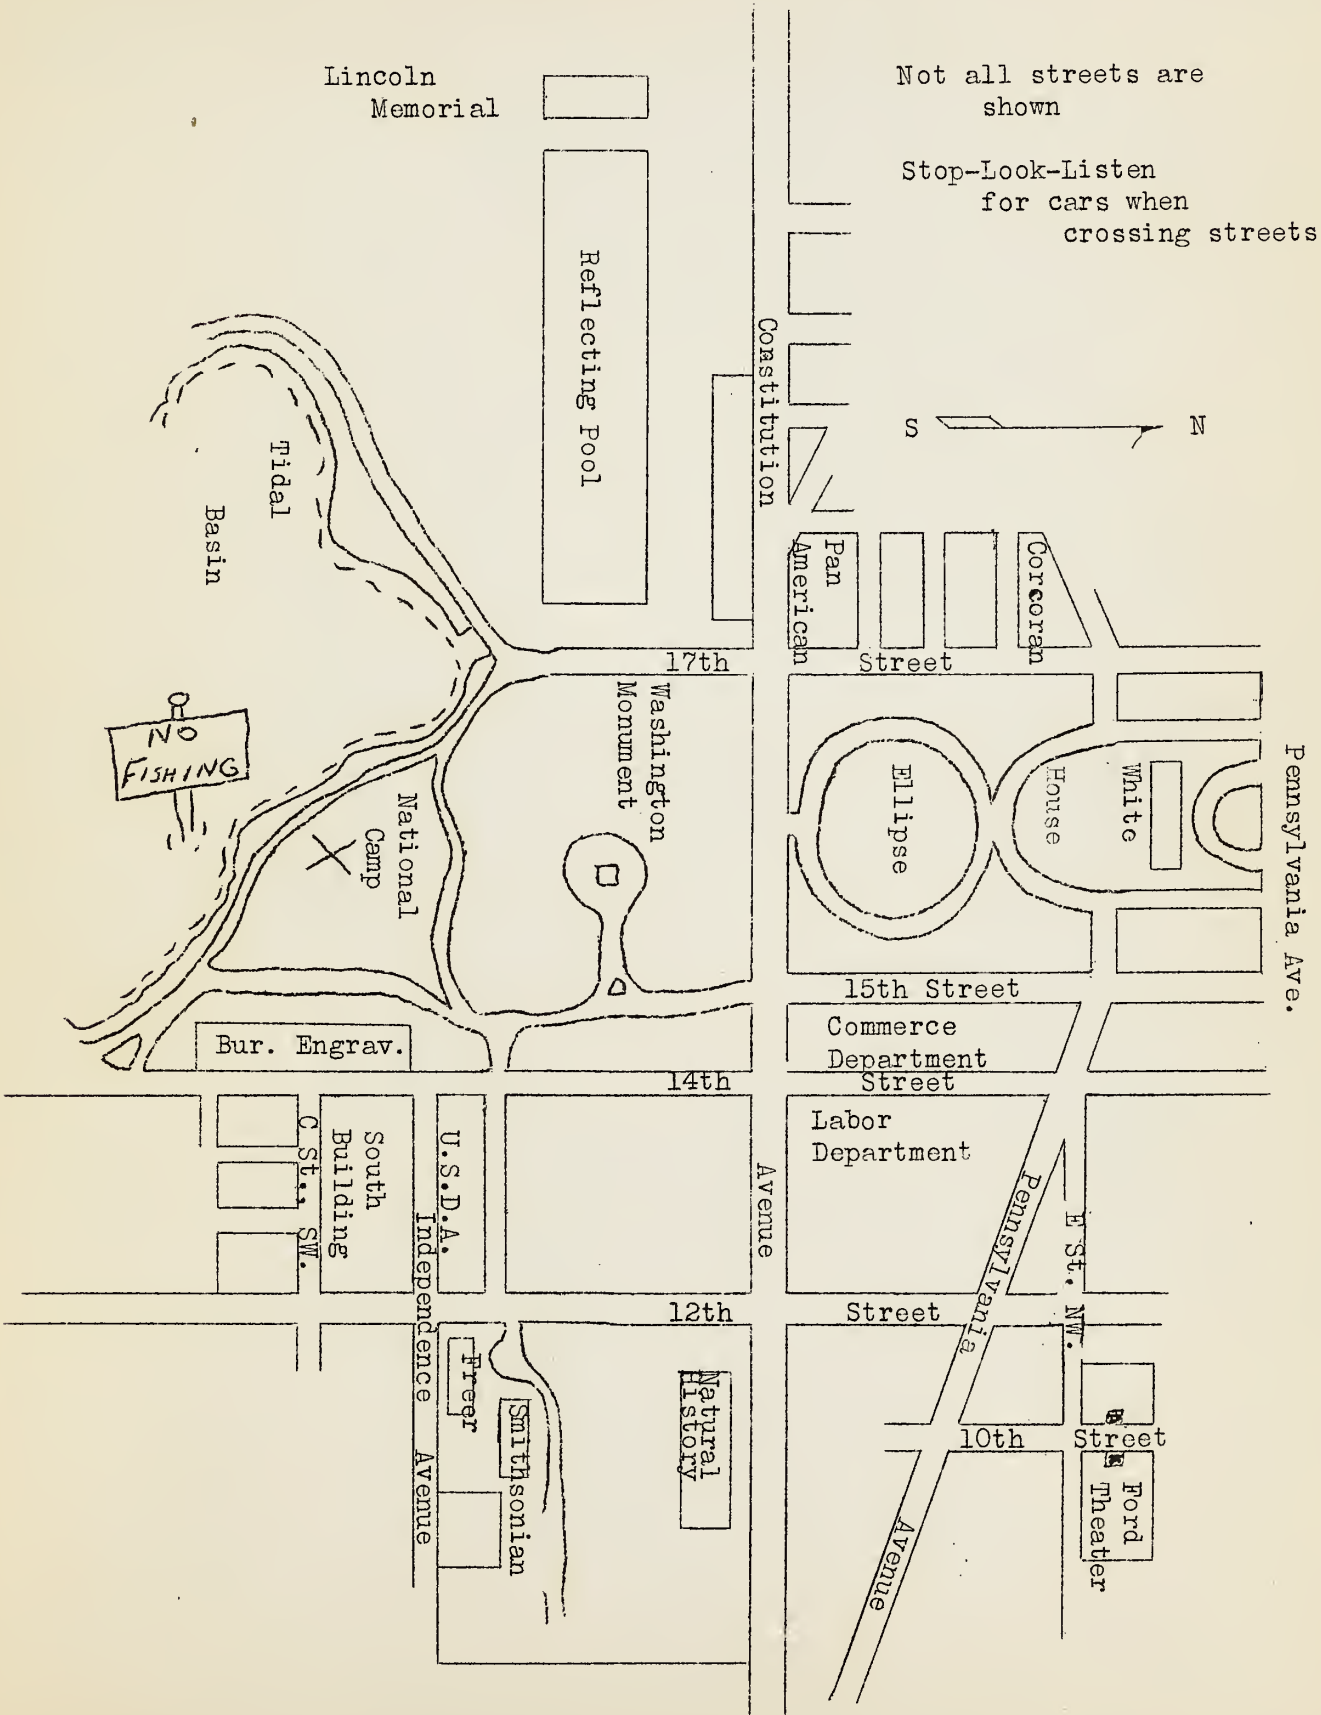 Lincoln
Memorial
Not all streets are
shown
Stop-Look-Listen
for cars when
crossing streets
Reflecting Pool
Constitution
S
N
Tidal
Basin
Pan
American
Corcoran
17th
Street
Washington
Monument
NO
FISHING
National
Camp
Ellipse
House
White
Pennsylvania Ave.
15th Street
Commerce
Department
Bur. Engrav.
14th
Street
Labor
Department
C St., SW.
South
Building
U.S.D.A.
Independence Avenue
Avenue
Pennsylvania
E St. NW.
12th
Street
Freer
Smithsonian
Natural
History
10th
Street
Ford
Theater
Avenue